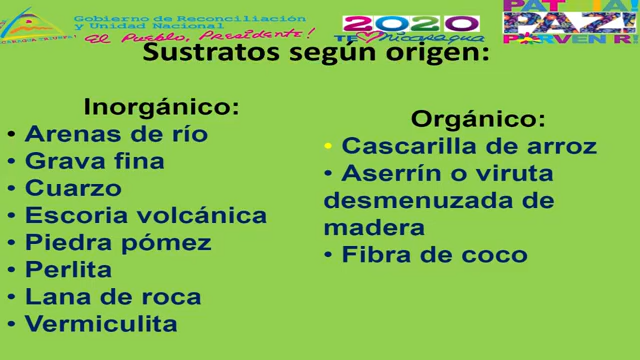 Gobierno de Reconciliación
y Unidad Nacional
El Pueblo, Presidente!
2020
TE Nicaragua
PAZ!
PORVENIR!
Sustratos según origen:
Inorgánico:
• Arenas de río
• Grava fina
• Cuarzo
• Escoria volcánica
• Piedra pómez
• Perlita
• Lana de roca
• Vermiculita
Orgánico:
• Cascarilla de arroz
• Aserrín o viruta
desmenuzada de
madera
• Fibra de coco